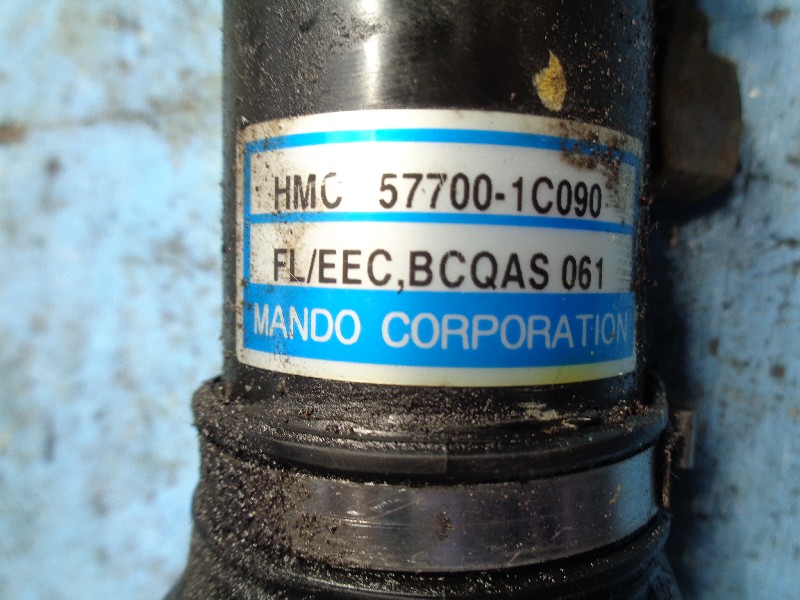 HMC 57700-1C090
FL/EEC,BCQAS 061
MANDO CORPORATION